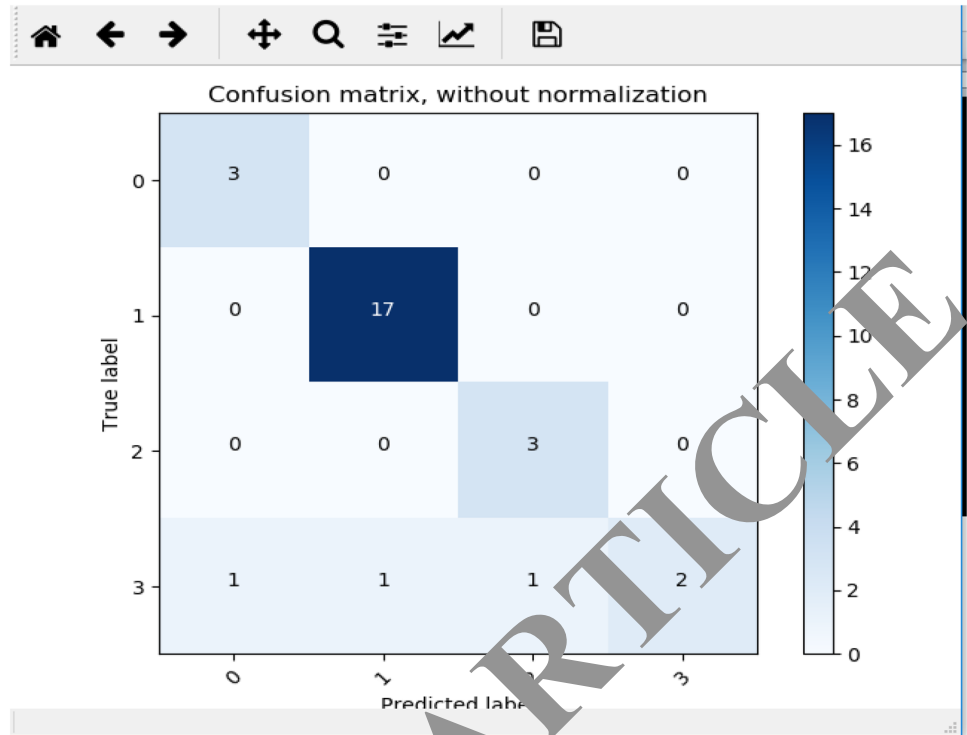 Confusion matrix, without normalization
0 3 0 0 0
1 0 17 0 0
2 0 0 3 0
3 1 1 1 2
0 1 3
True label
Predicted
16
14
12
10
8
6
4
2
0
ARTICLE